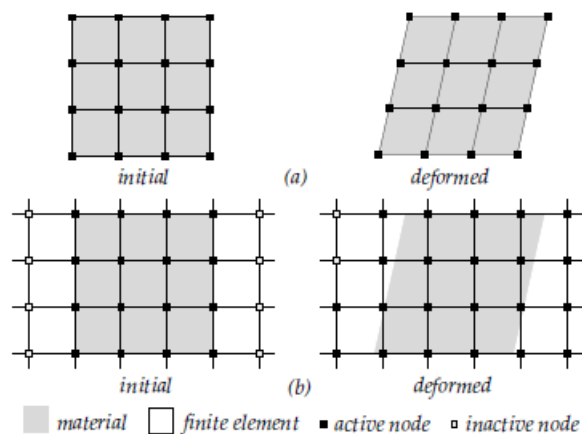 initial (a) deformed
initial (b) deformed
material finite element active node inactive node